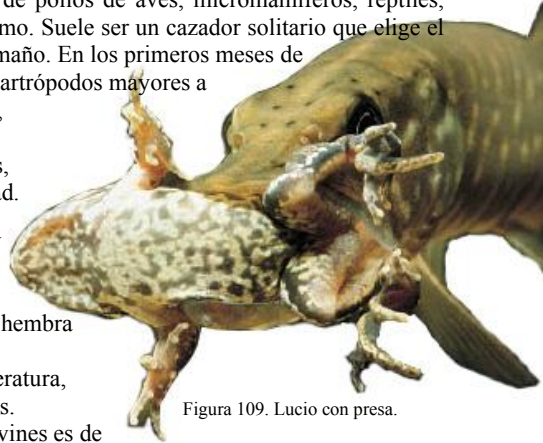 de pollos de aves, micromamíferos, reptiles,
mo. Suele ser un cazador solitario que elige el
maño. En los primeros meses de
artrópodos mayores a
,
s,
ad.
hembra
eratura,
s.
vines es de
Figura 109. Lucio con presa.